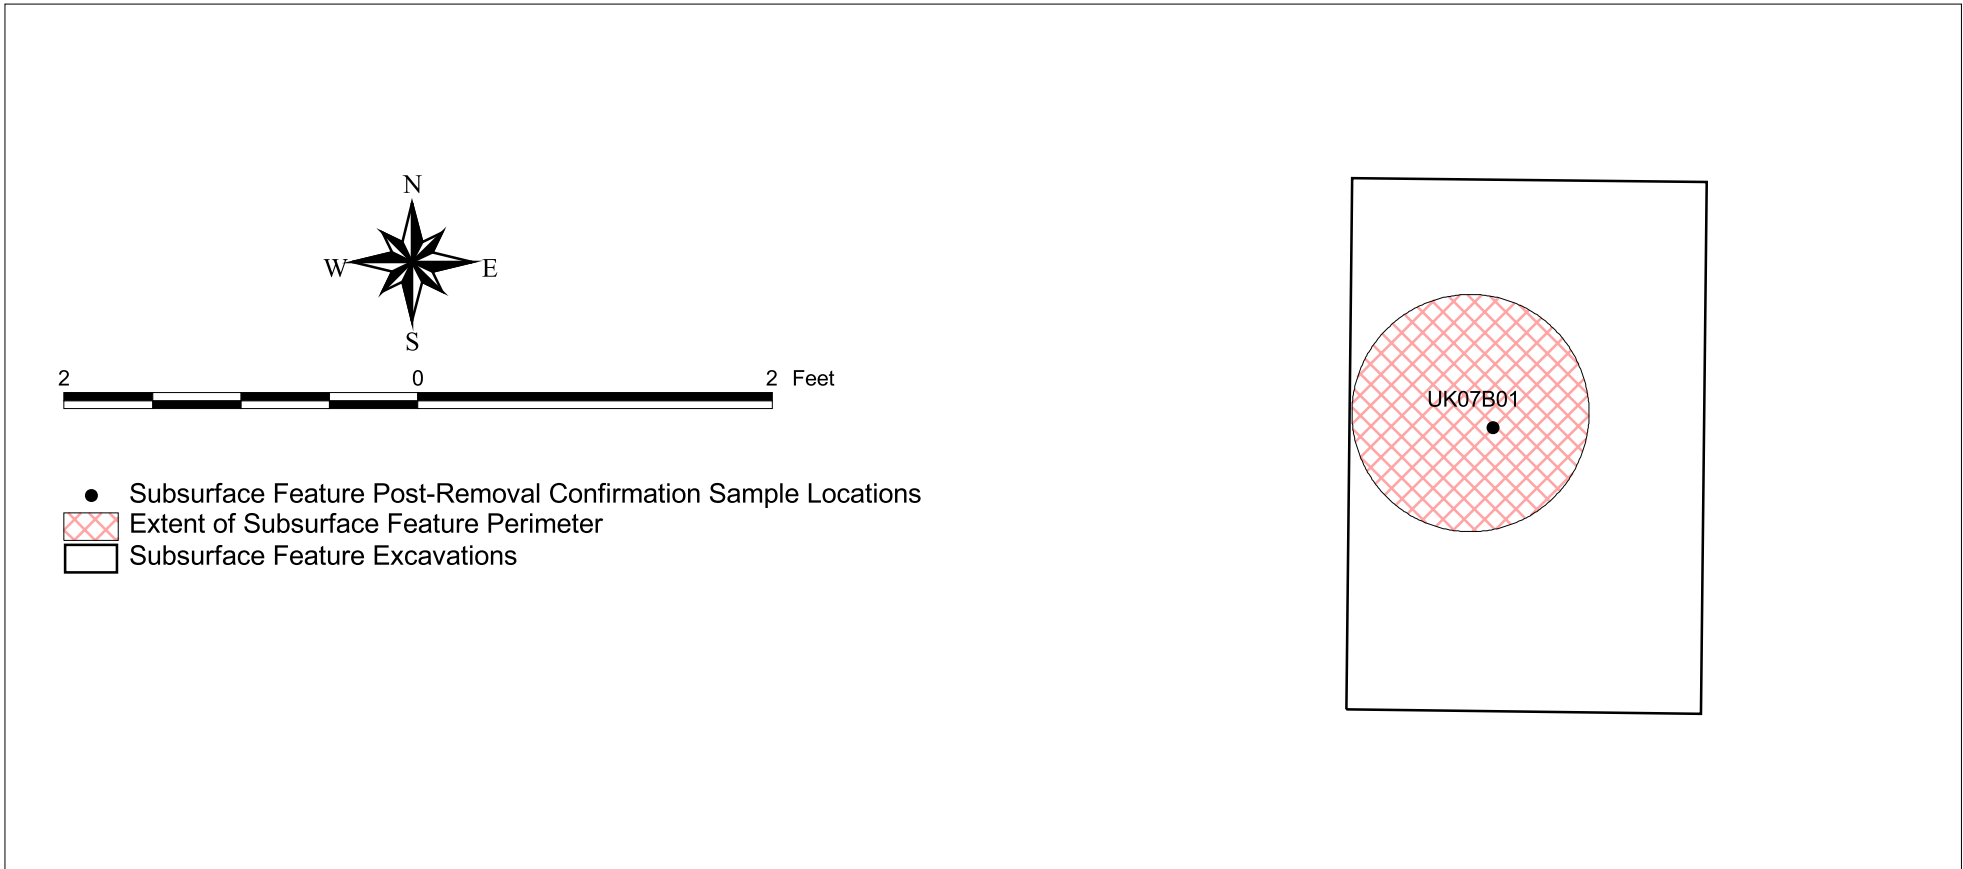 N
W E
S
2 0 2 Feet
Subsurface Feature Post-Removal Confirmation Sample Locations
Extent of Subsurface Feature Perimeter
Subsurface Feature Excavations
UK07B01